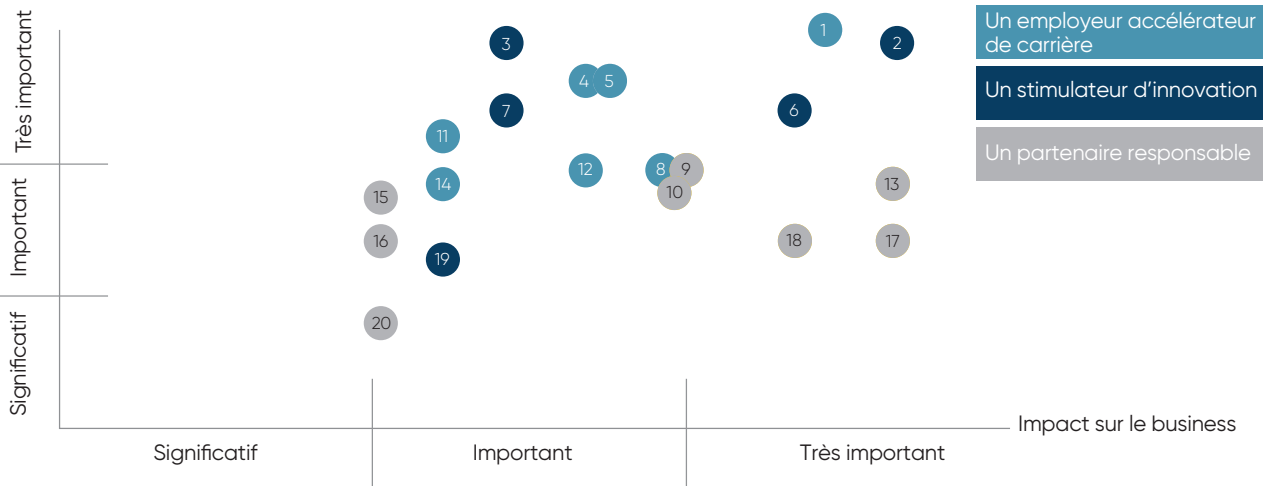 Très important
Important
Significatif
1
2
3
4
5
6
7
11
12
8
9
10
14
13
15
16
18
17
19
20
Un employeur accélérateur
de carrière
Un stimulateur d'innovation
Un partenaire responsable
Impact sur le business
Significatif
Important
Très important